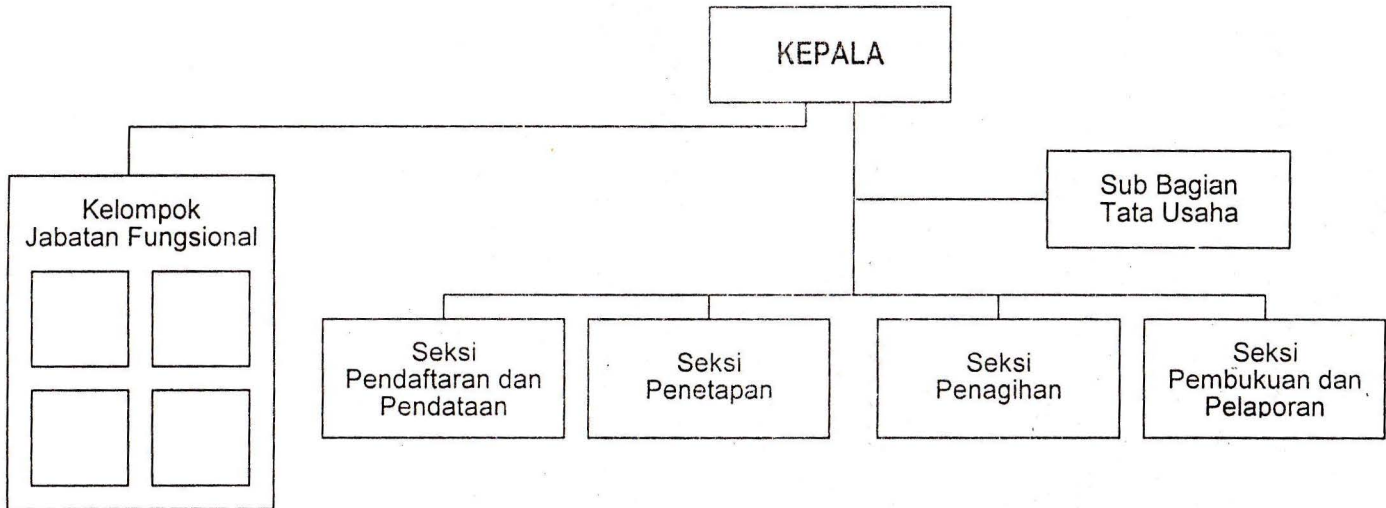 KEPALA
Sub Bagian
Tata Usaha
Kelompok
Jabatan Fungsional
Seksi
Pendaftaran dan
Pendataan
Seksi
Penetapan
Seksi
Penagihan
Seksi
Pembukuan dan
Pelaporan